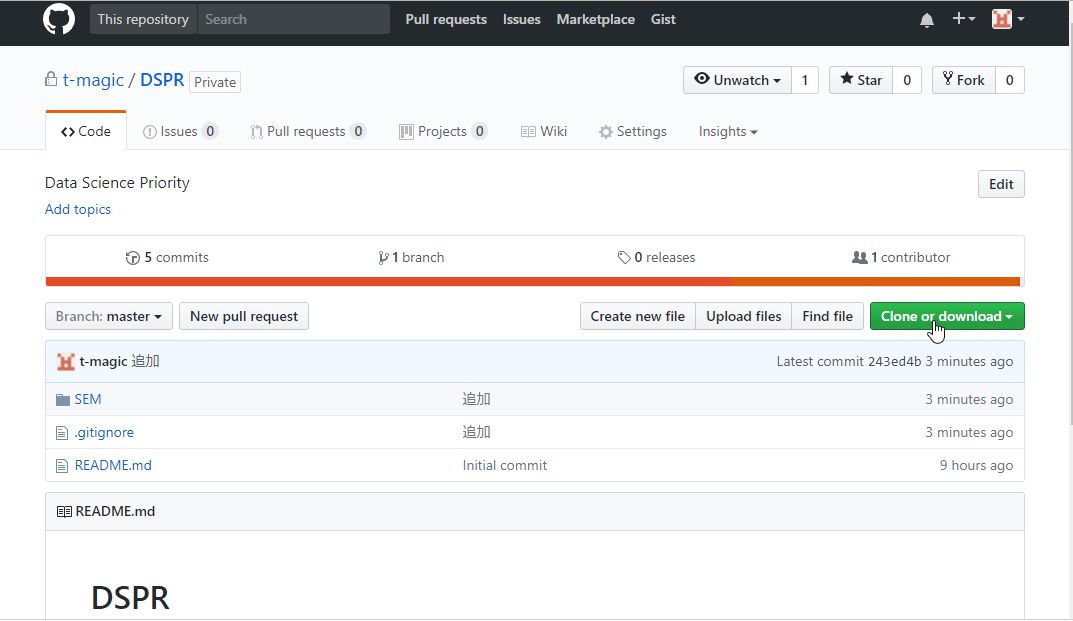 This repository Search Pull requests Issues Marketplace Gist
t-magic / DSPR Private Unwatch 1 Star 0 Fork 0
Code Issues 0 Pull requests 0 Projects 0 Wiki Settings Insights
Data Science Priority Edit
Add topics
5 commits 1 branch 0 releases 1 contributor
Branch: master New pull request Create new file Upload files Find file Clone or download
t-magic 追加 Latest commit 243ed4b 3 minutes ago
SEM 追加 3 minutes ago
.gitignore 追加 3 minutes ago
README.md Initial commit 9 hours ago
README.md
DSPR